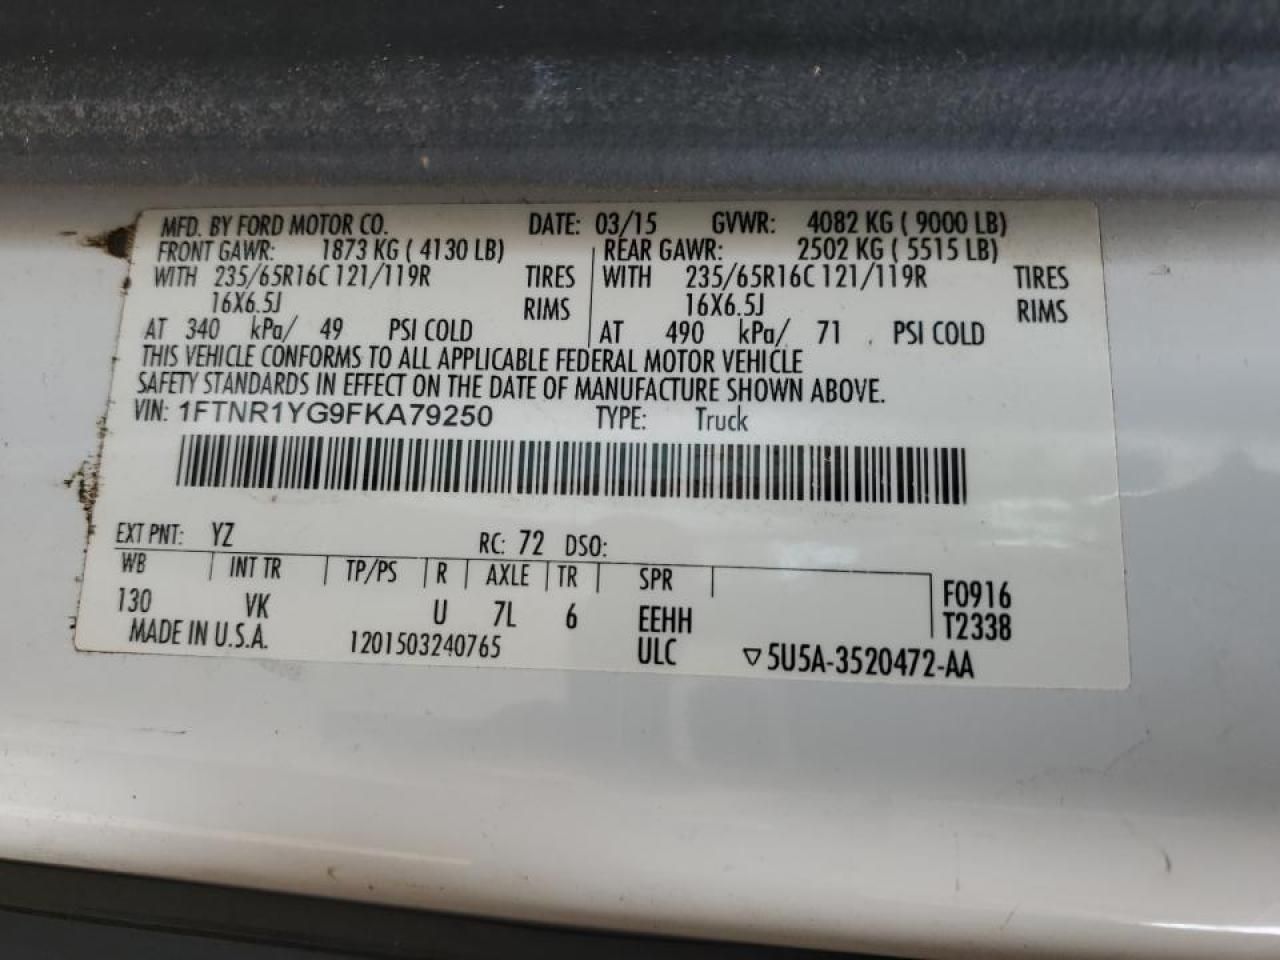 MFD. BY FORD MOTOR CO. DATE: 03/15 GVWR: 4082 KG ( 9000 LB)
FRONT GAWR: 1873 KG ( 4130 LB) REAR GAWR: 2502 KG ( 5515 LB)
WITH 235/65R16C 121/119R TIRES WITH 235/65R16C 121/119R TIRES
16X6.5J RIMS 16X6.5J RIMS
AT 340 kPa/ 49 PSI COLD AT 490 kPa/ 71 PSI COLD
THIS VEHICLE CONFORMS TO ALL APPLICABLE FEDERAL MOTOR VEHICLE
SAFETY STANDARDS IN EFFECT ON THE DATE OF MANUFACTURE SHOWN ABOVE.
VIN: 1FTNR1YG9FKA79250 TYPE: Truck
EXT PNT: YZ RC: 72 DSO:
WB INT TR TP/PS R AXLE TR SPR F0916
130 VK U 7L 6 EEHH T2338
MADE IN U.S.A. 1201503240765 ULC ▽5U5A-3520472-AA